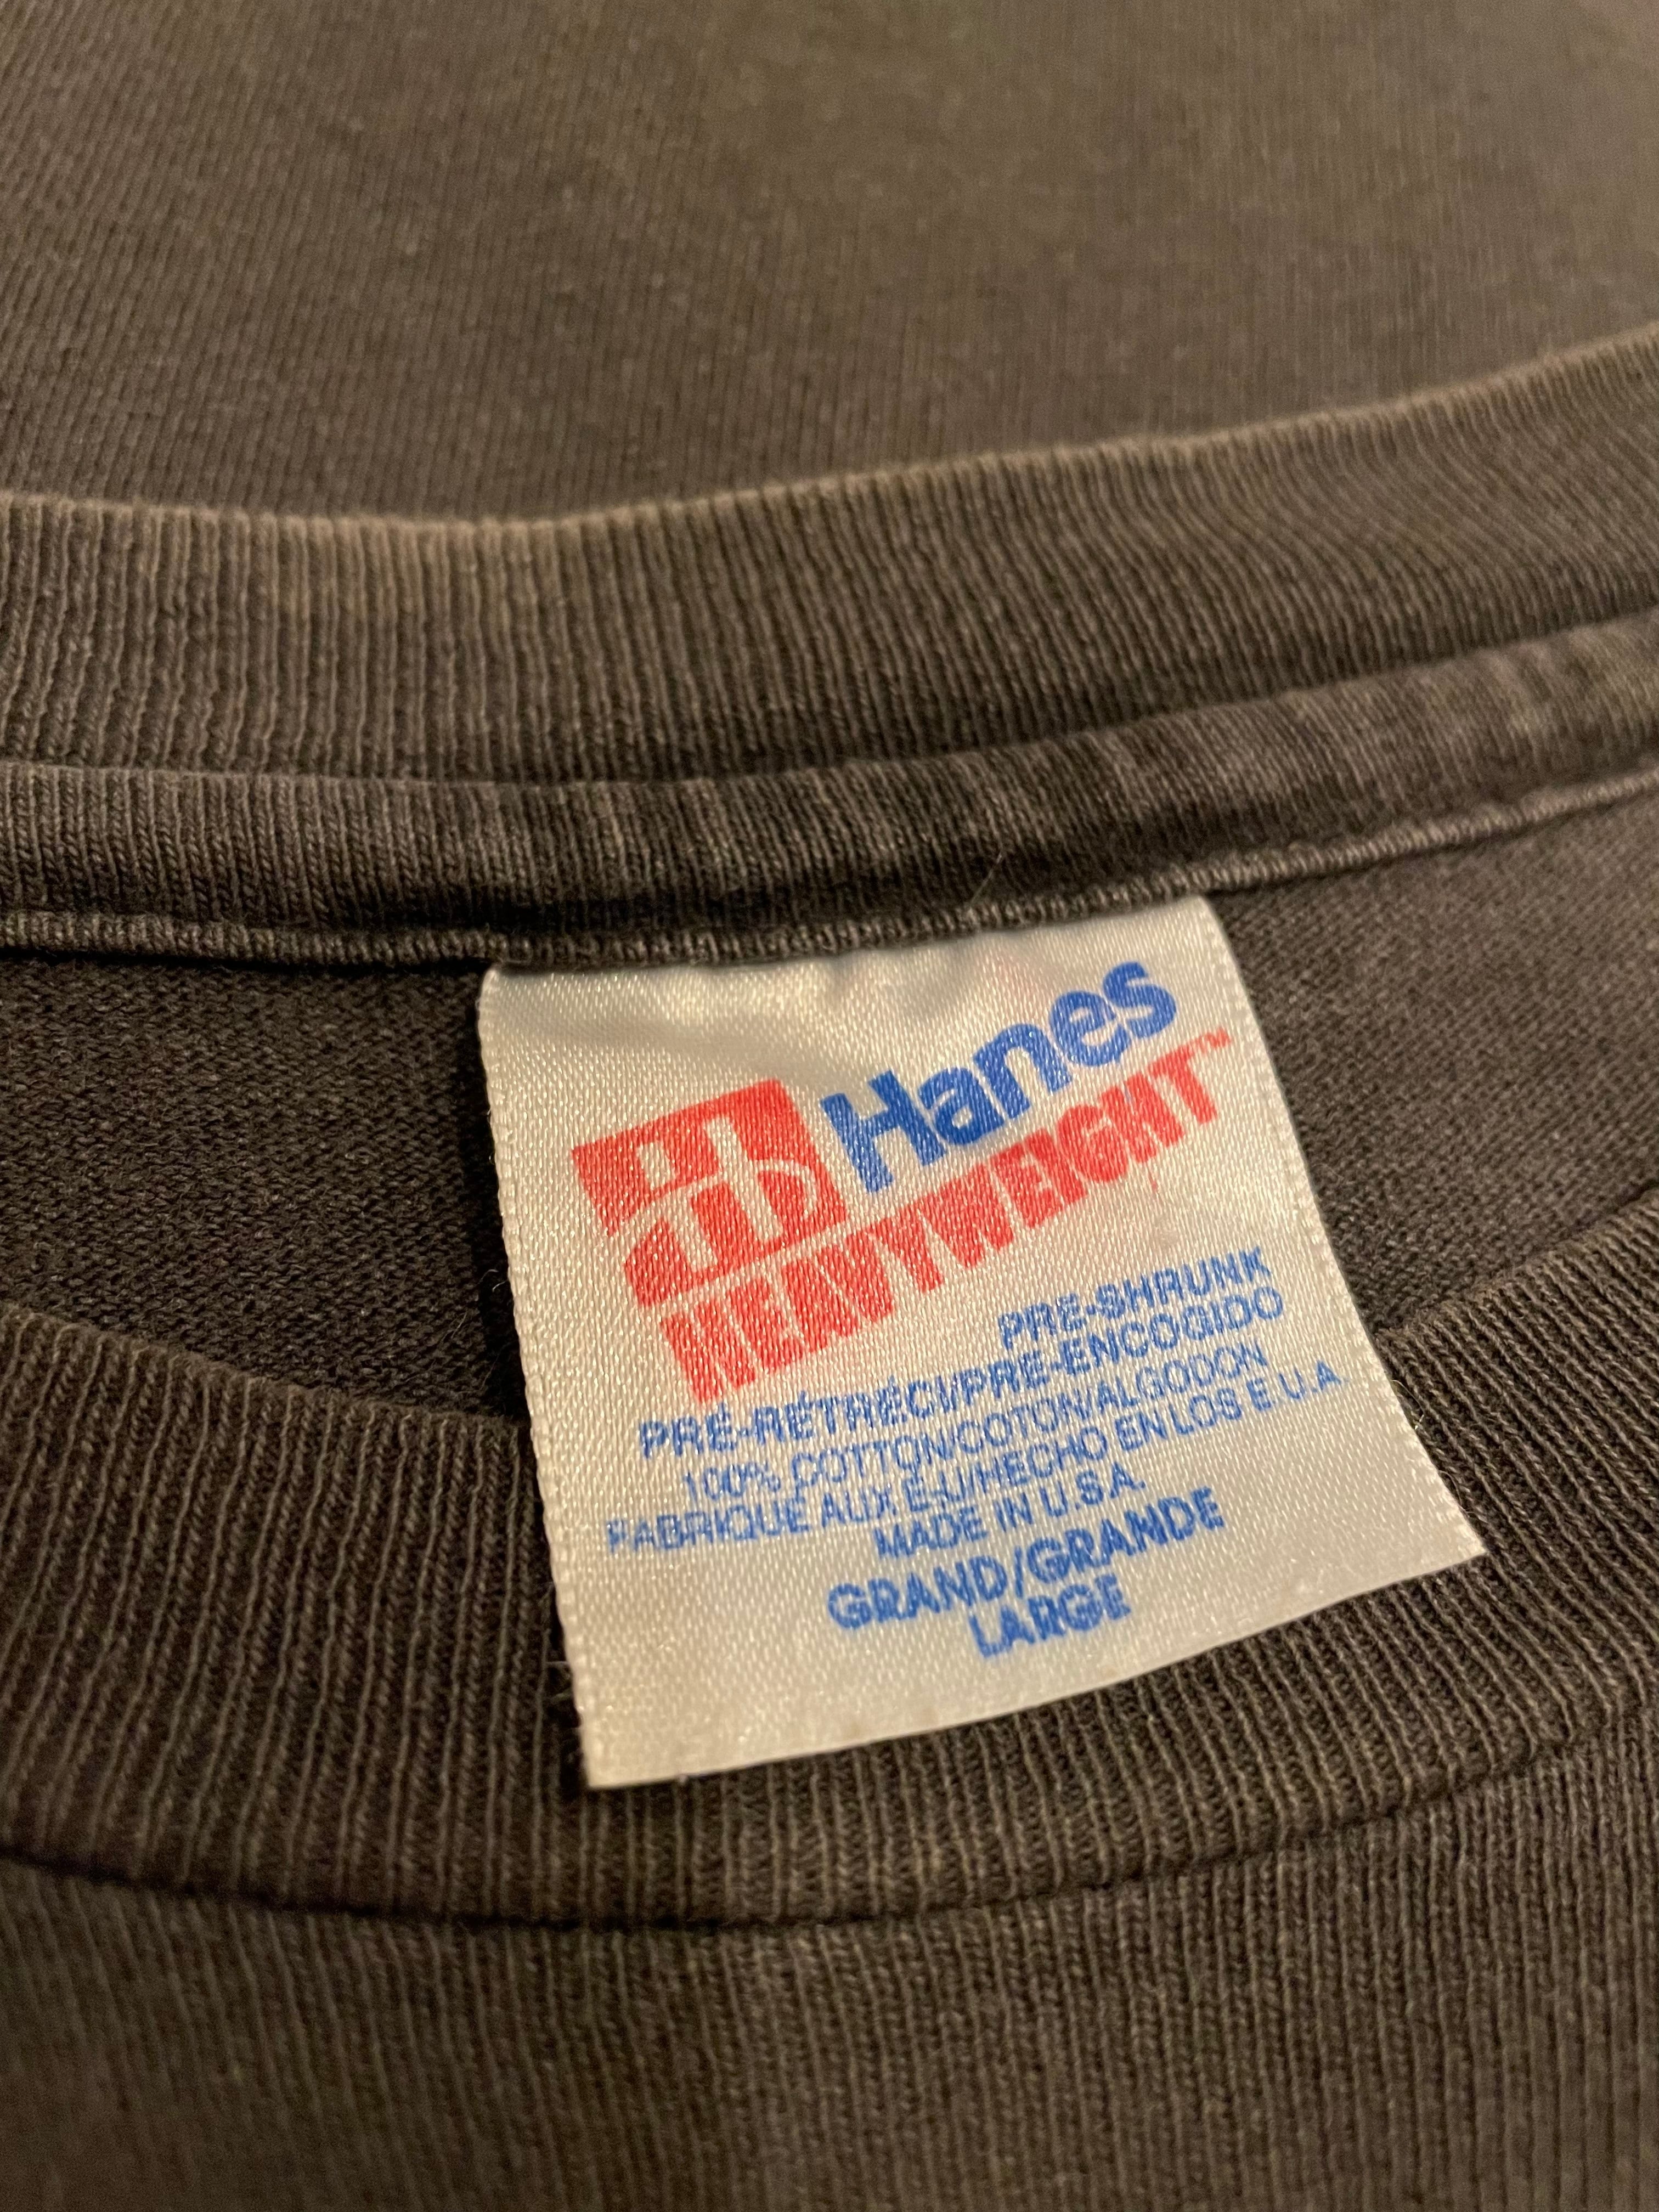 Hanes
HEAVYWEIGHT™
PRE-SHRUNK
PRÉ-RÉTRÉCI/PRE-ENCOGIDO
100% COTTON/COTON/ALGODON
FABRIQUÉ AUX É-U/HECHO EN LOS E U.A.
MADE IN U.S.A.
GRAND/GRANDE
LARGE